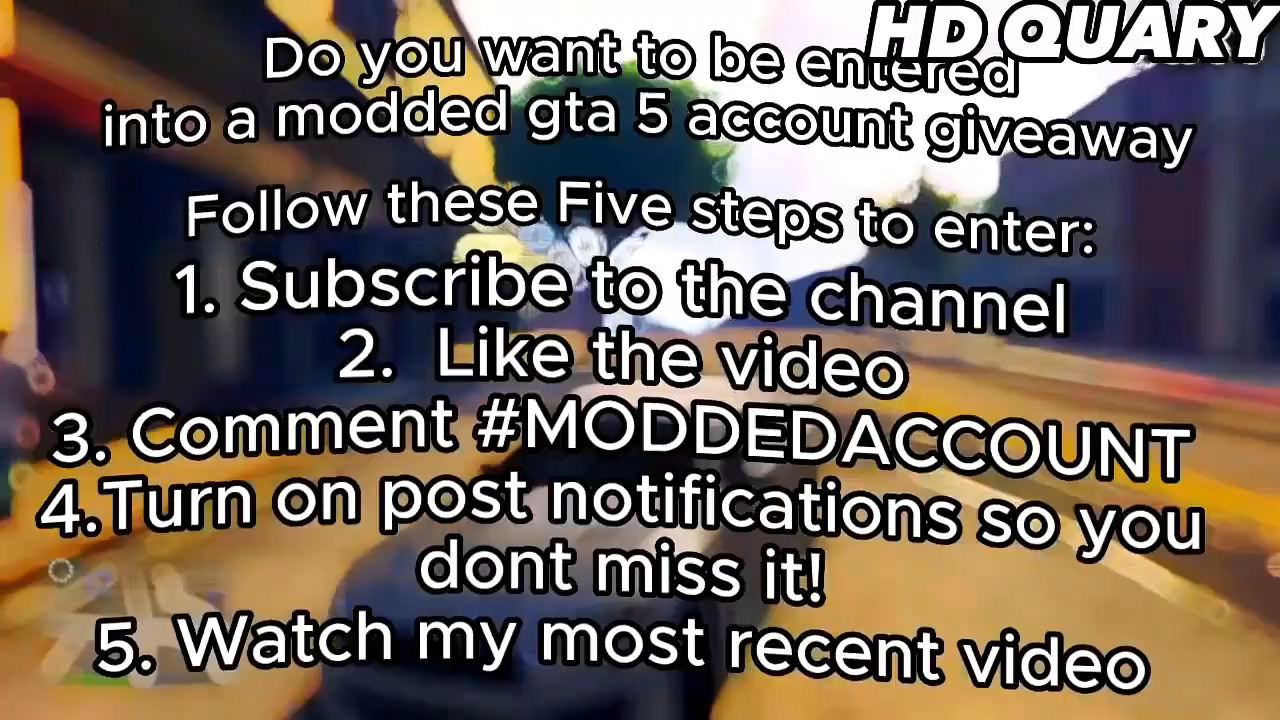 HD QUARY
Do you want to be entered
into a modded gta 5 account giveaway
Follow these Five steps to enter:
1. Subscribe to the channel
2. Like the video
3. Comment #MODDEDACCOUNT
4.Turn on post notifications so you
dont miss it!
5. Watch my most recent video